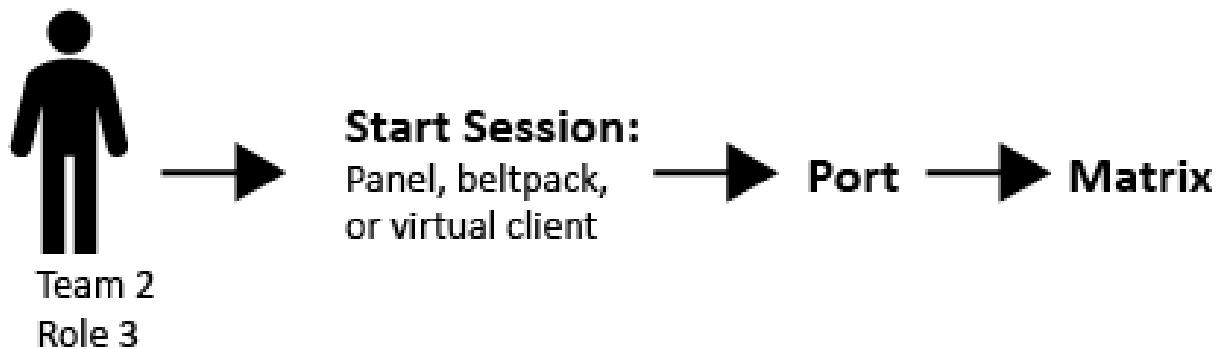 Start Session:
Panel, beltpack,
or virtual client
Port
Matrix
Team 2
Role 3